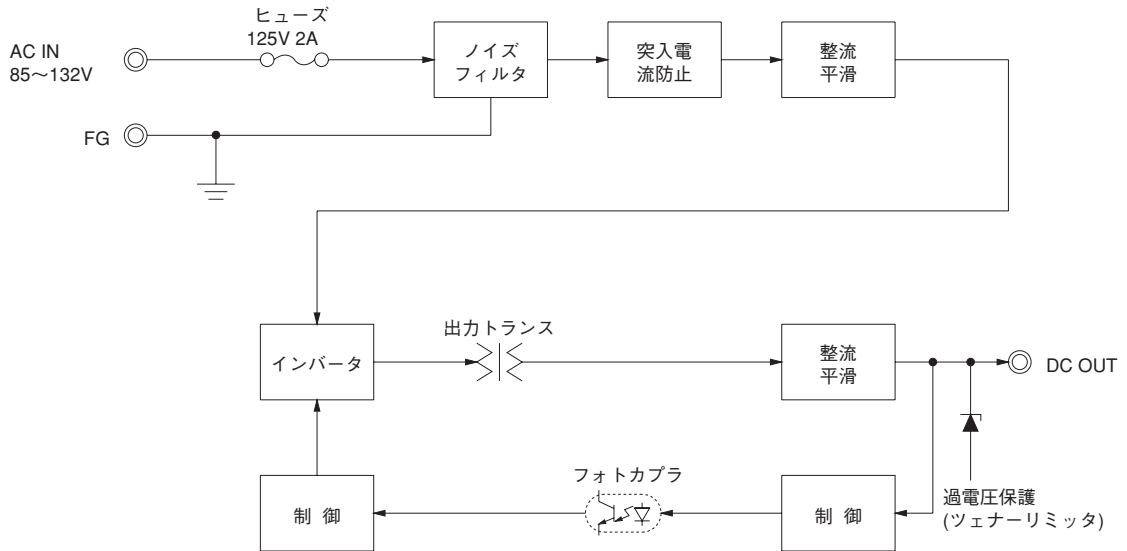 ヒューズ
125V 2A
AC IN
85～132V
ノイズ
フィルタ
突入電
流防止
整流
平滑
FG
出力トランス
インバータ
整流
平滑
DC OUT
フォトカプラ
制 御
制 御
過電圧保護
(ツェナーリミッタ)